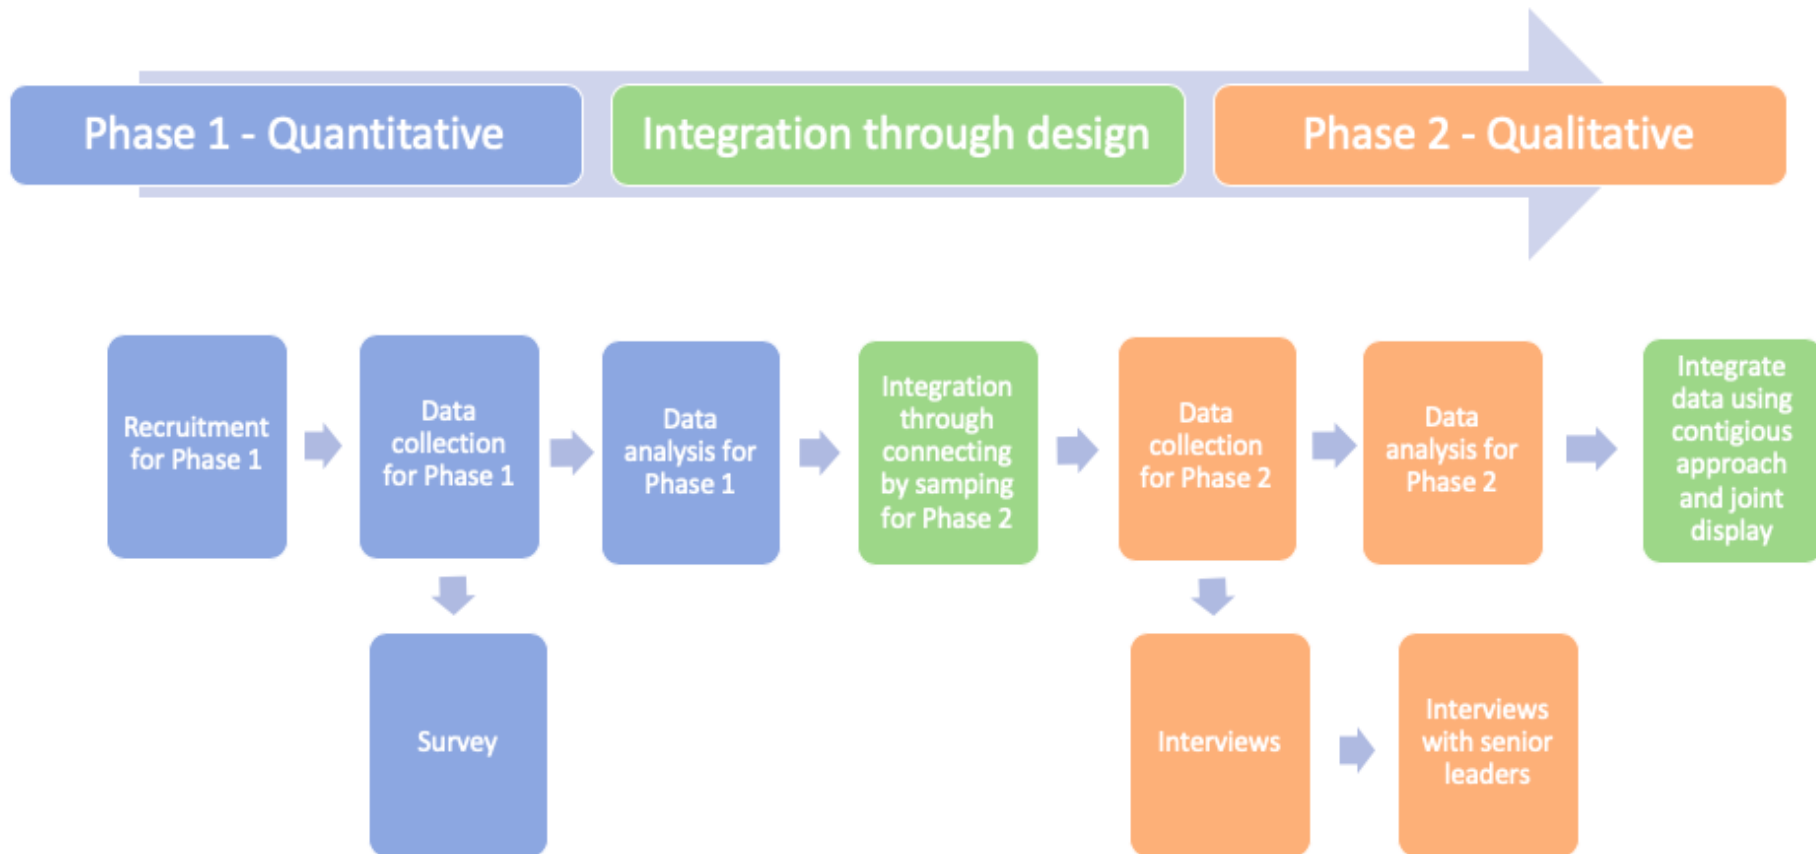 Phase 1 - Quantitative
Integration through design
Phase 2 - Qualitative
Recruitment
for Phase 1
Data
collection
for Phase 1
Data
analysis for
Phase 1
Integration
through
connecting
by samping
for Phase 2
Data
collection
for Phase 2
Data
analysis for
Phase 2
Integrate
data using
contigious
approach
and joint
display
Survey
Interviews
Interviews
with senior
leaders